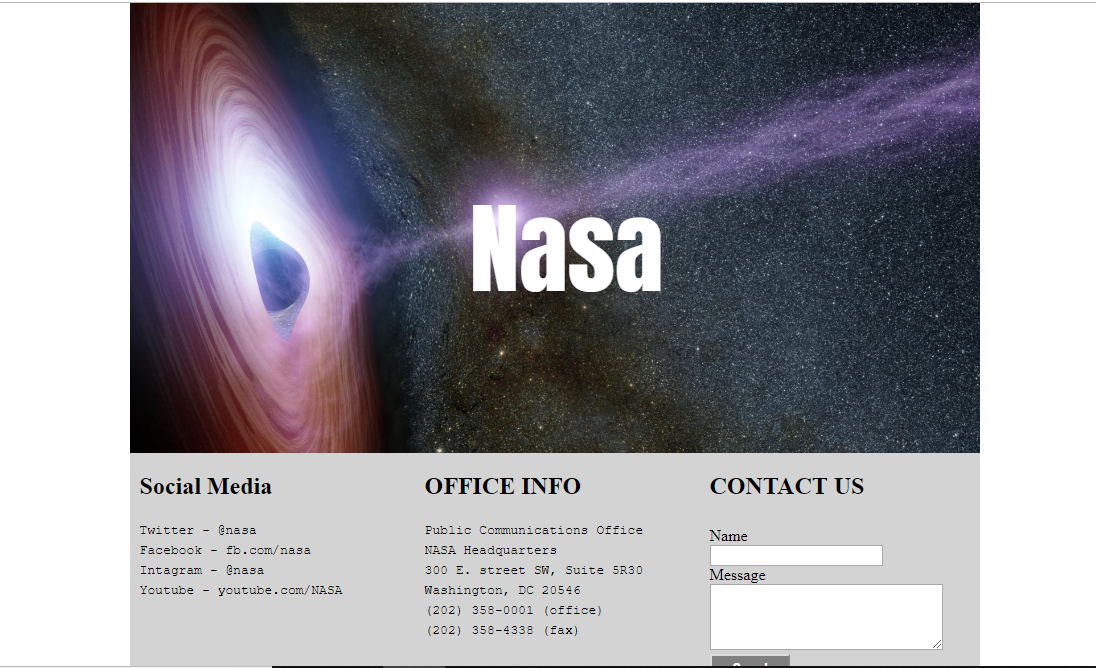 Nasa
Social Media
Twitter - @nasa
Facebook - fb.com/nasa
Intagram - @nasa
Youtube - youtube.com/NASA
OFFICE INFO
Public Communications Office
NASA Headquarters
300 E. street SW, Suite 5R30
Washington, DC 20546
(202) 358-0001 (office)
(202) 358-4338 (fax)
CONTACT US
Name
Message